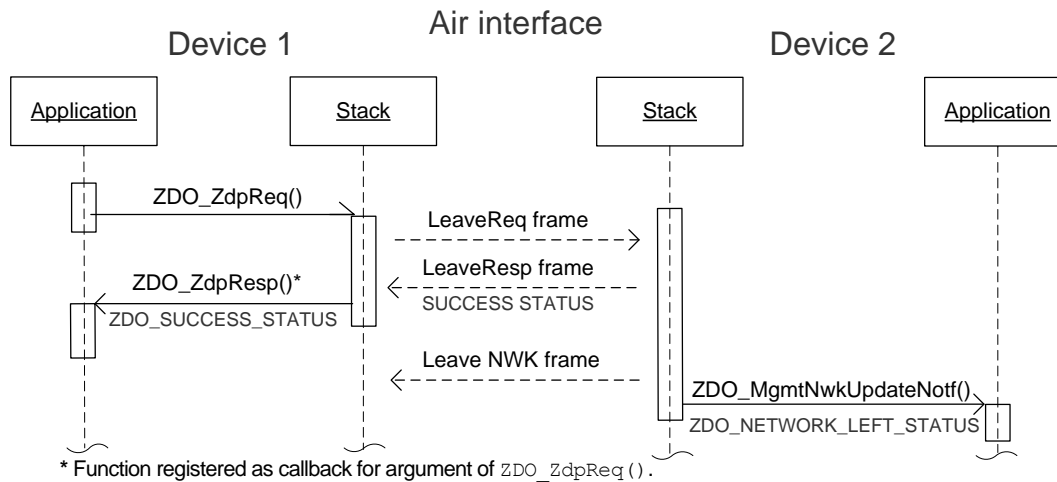 Air interface
Device 1
Device 2
Application
Stack
Stack
Application
ZDO_ZdpReq()
LeaveReq frame
LeaveResp frame
ZDO_ZdpResp()*
SUCCESS STATUS
ZDO_SUCCESS_STATUS
Leave NWK frame
ZDO_MgmtNwkUpdateNotf()
ZDO_NETWORK_LEFT_STATUS
* Function registered as callback for argument of ZDO_ZdpReq().